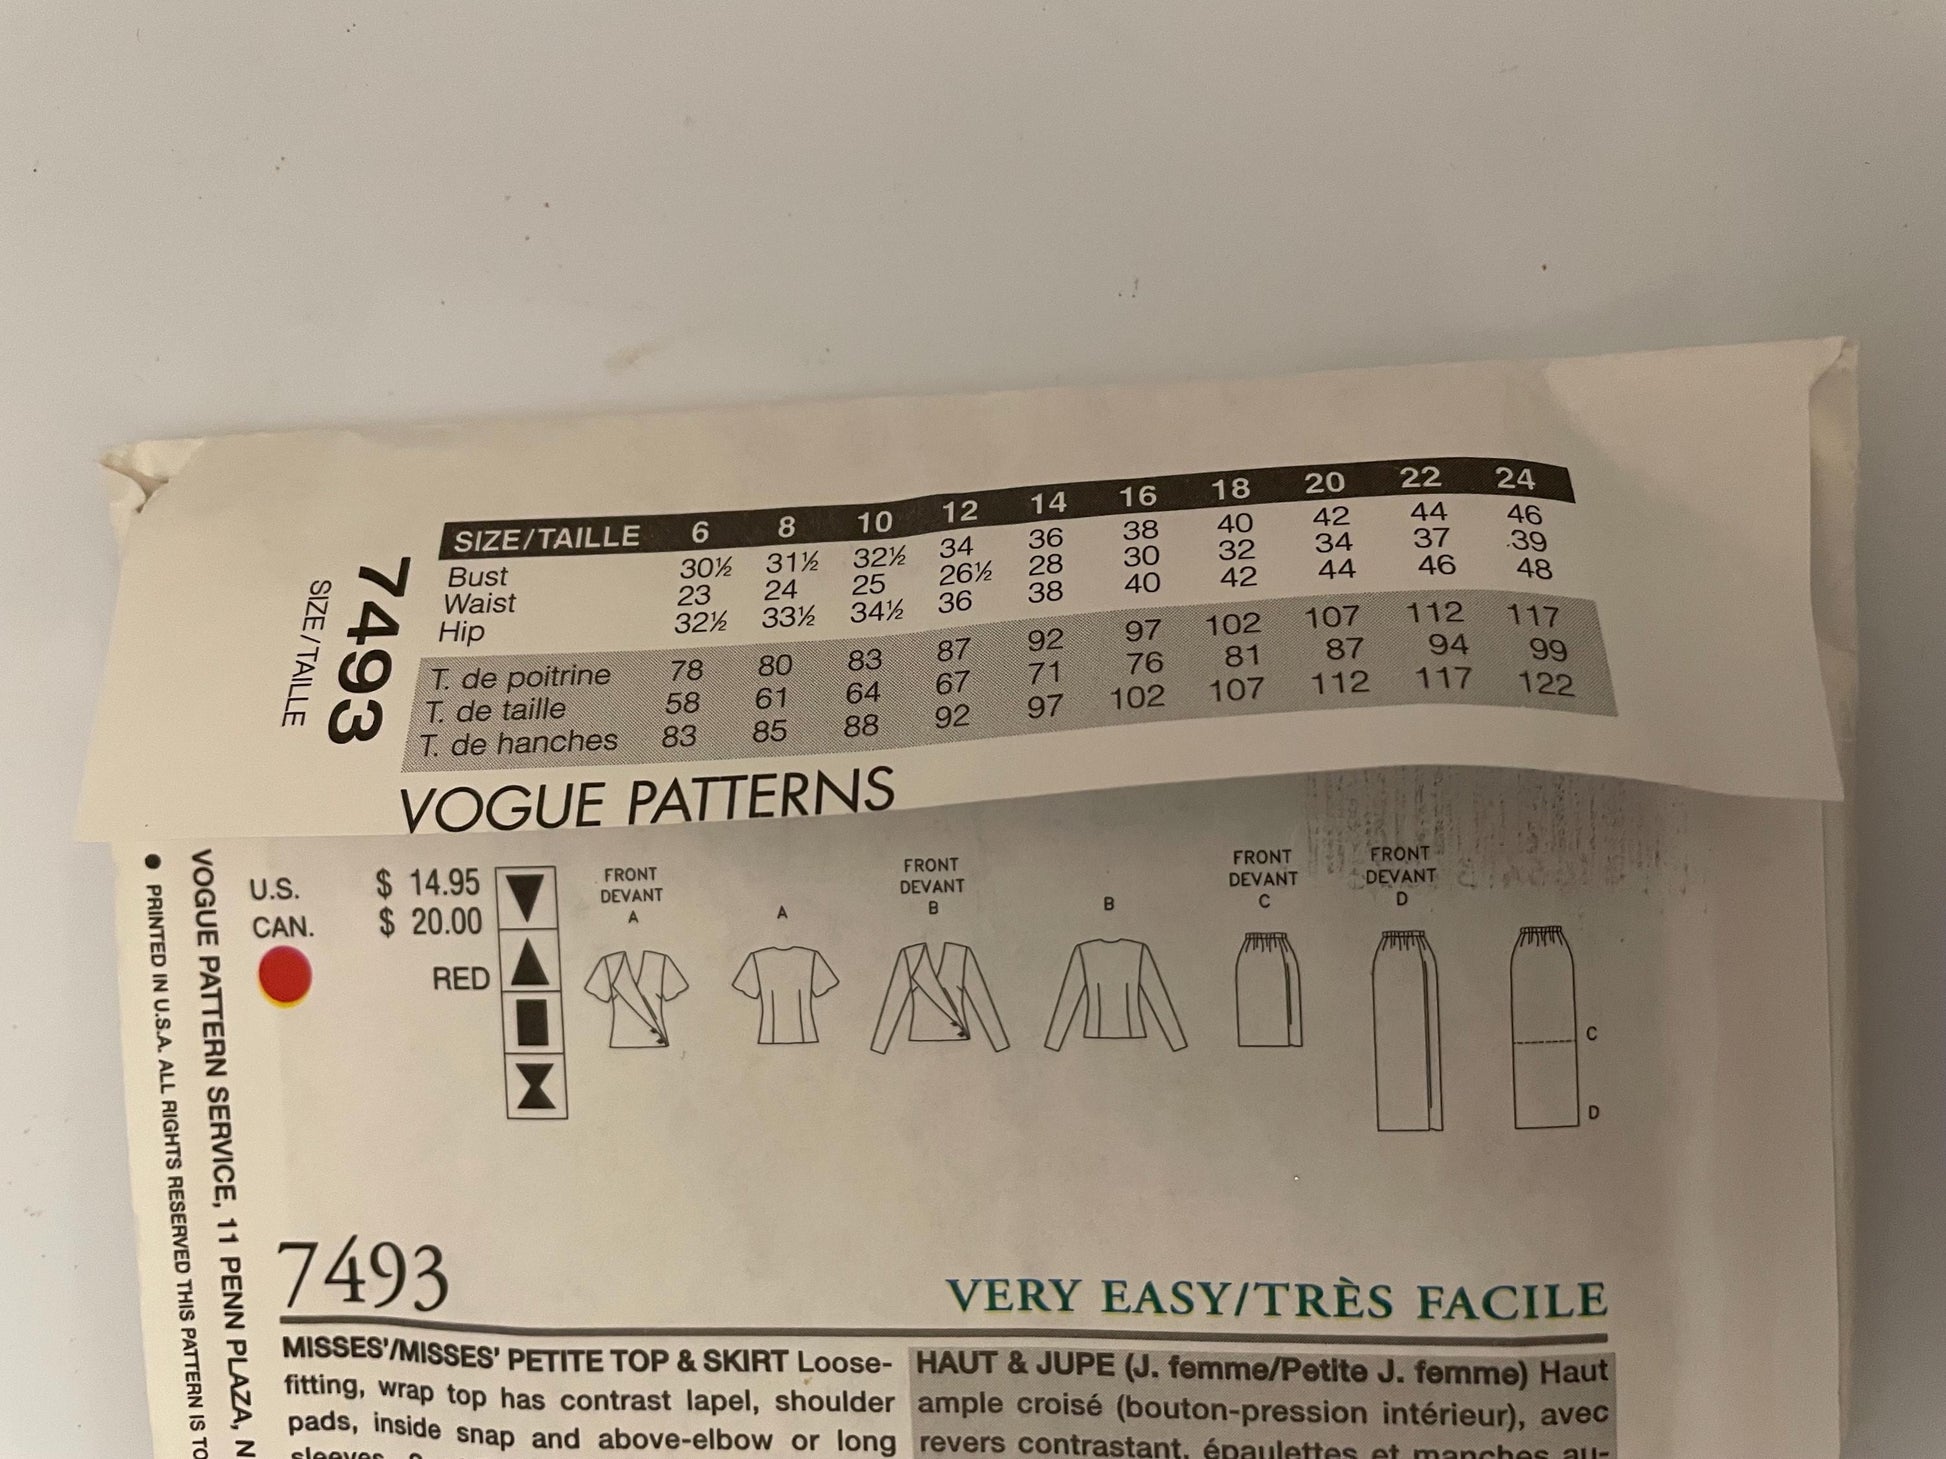 SIZE/TAILLE 6 8 10 12 14 16 18 20 22 24
Bust 30½ 31½ 32½ 34 36 38 40 42 44 46
Waist 23 24 25 26½ 28 30 32 34 37 39
Hip 32½ 33½ 34½ 36 38 40 42 44 46 48
T. de poitrine 78 80 83 87 92 97 102 107 112 117
T. de taille 58 61 64 67 71 76 81 87 94 99
T. de hanches 83 85 88 92 97 102 107 112 117 122
7493
SIZE/TAILLE
VOGUE PATTERNS
VOGUE PATTERN SERVICE, 11 PENN PLAZA, N
● PRINTED IN U.S.A. ALL RIGHTS RESERVED THIS PATTERN IS TO
U.S. $ 14.95
CAN. $ 20.00
RED
FRONT
DEVANT
A
A
FRONT
DEVANT
B
B
FRONT
DEVANT
C
FRONT
DEVANT
D
C
D
7493
VERY EASY/TRÈS FACILE
MISSES'/MISSES' PETITE TOP & SKIRT Loose-
fitting, wrap top has contrast lapel, shoulder
pads, inside snap and above-elbow or long
HAUT & JUPE (J. femme/Petite J. femme) Haut
ample croisé (bouton-pression intérieur), avec
revers contrastant, épaulettes et manches au-